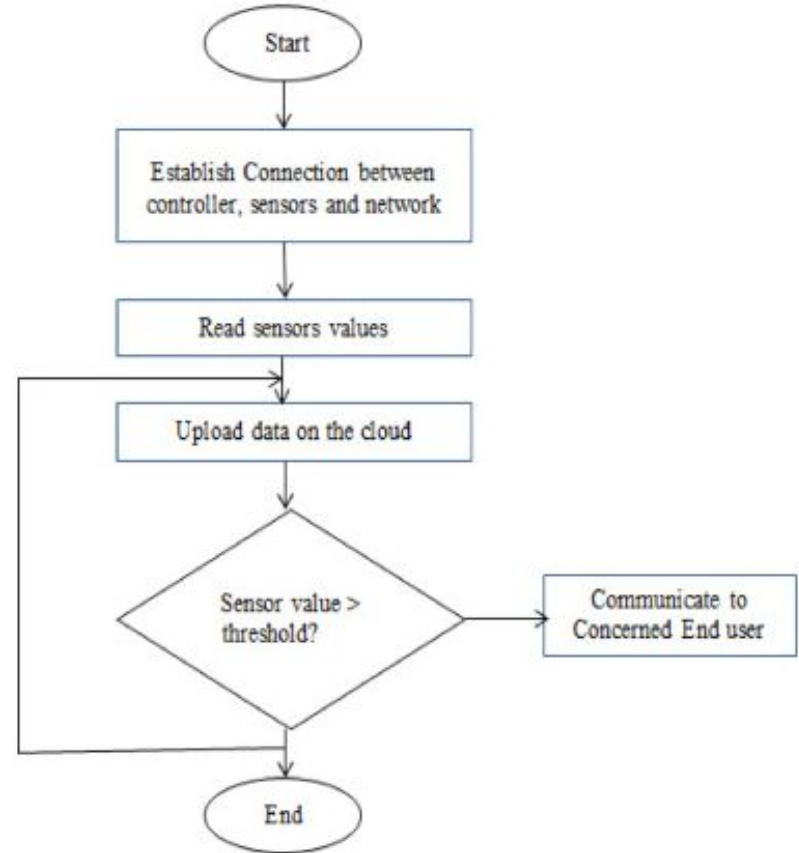 Start
Establish Connection between
controller, sensors and network
Read sensors values
Upload data on the cloud
Sensor value >
threshold?
Communicate to
Concerned End user
End